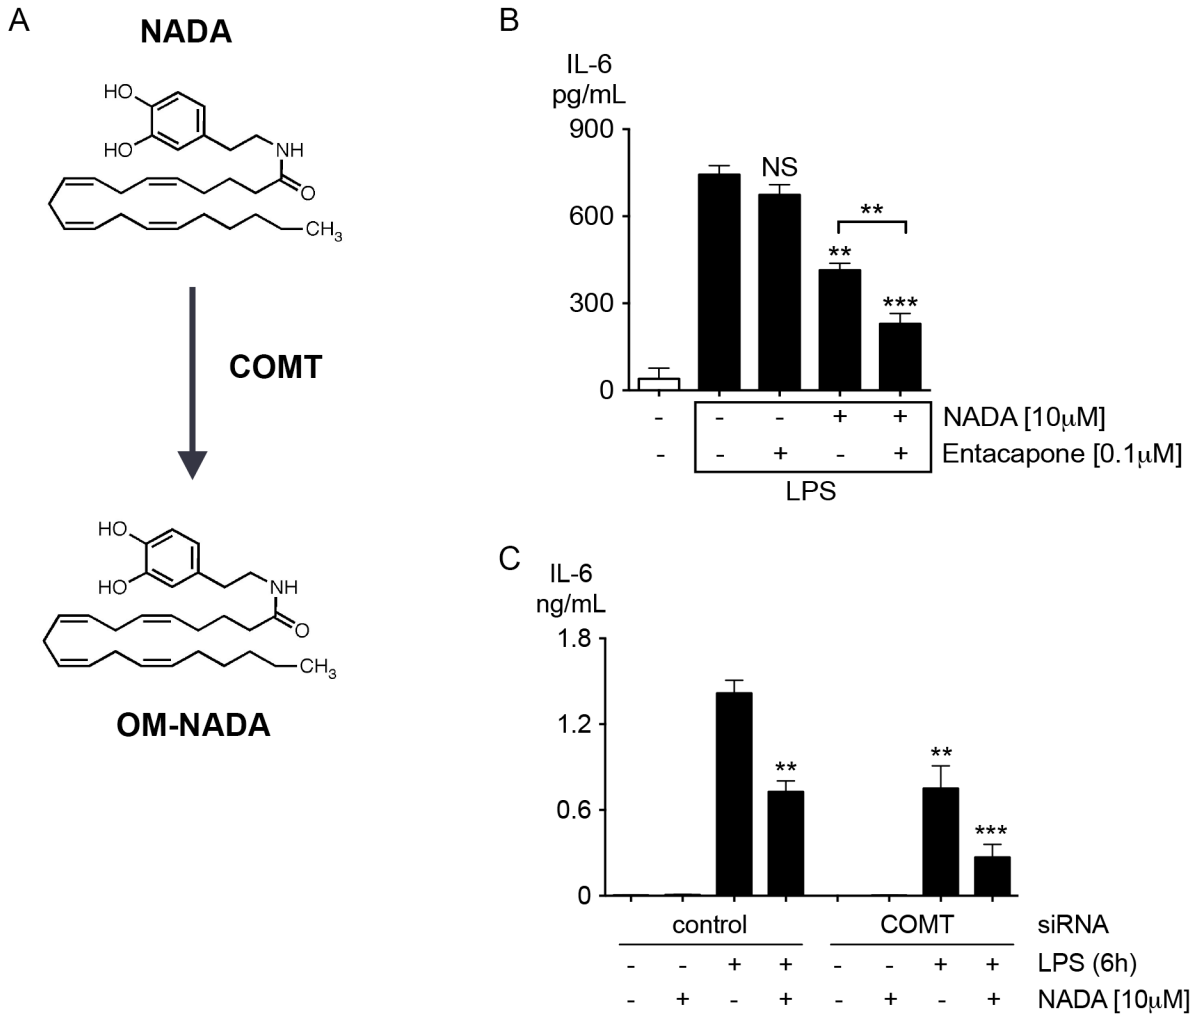 A
NADA
HO
HO
NH
O
CH3
COMT
HO
HO
NH
O
CH3
OM-NADA
B
IL-6
pg/mL
900
600
300
0
NS
**
**
***
- - - + + NADA [10μM]
- - + - + Entacapone [0.1μM]
LPS
C
IL-6
ng/mL
1.8
1.2
0.6
0
**
**
***
control COMT siRNA
- - + + - - + + LPS (6h)
- + - + - + - + NADA [10μM]